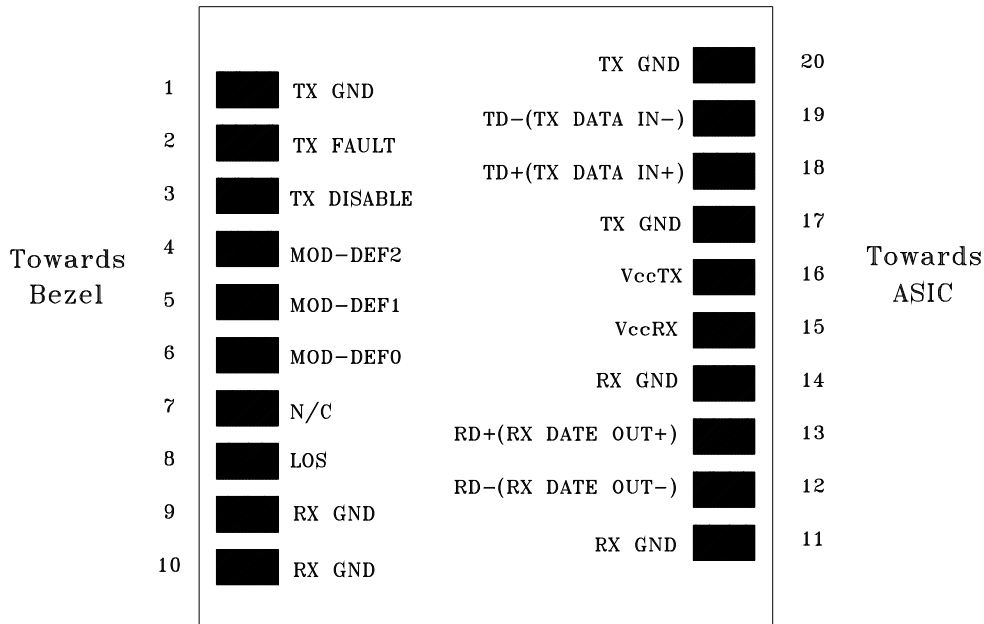 Towards
Bezel
1 TX GND
2 TX FAULT
3 TX DISABLE
4 MOD-DEF2
5 MOD-DEF1
6 MOD-DEF0
7 N/C
8 LOS
9 RX GND
10 RX GND
TX GND 20
TD-(TX DATA IN-) 19
TD+(TX DATA IN+) 18
TX GND 17
VccTX 16
VccRX 15
RX GND 14
RD+(RX DATE OUT+) 13
RD-(RX DATE OUT-) 12
RX GND 11
Towards
ASIC